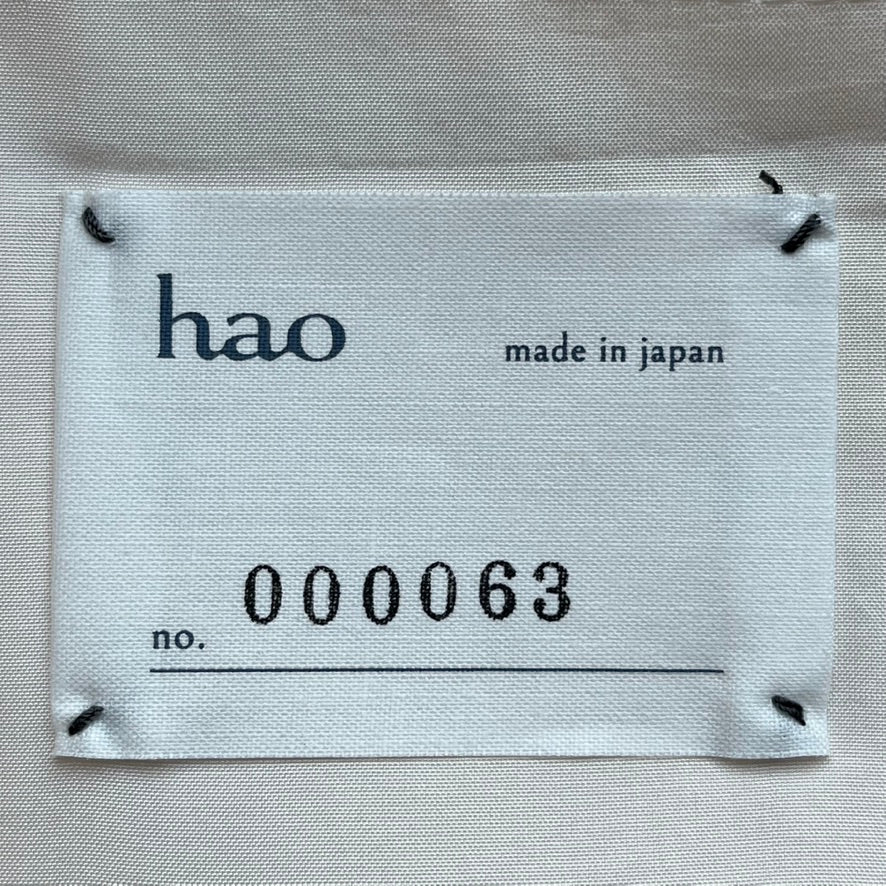 hao
made in japan
no. 000063